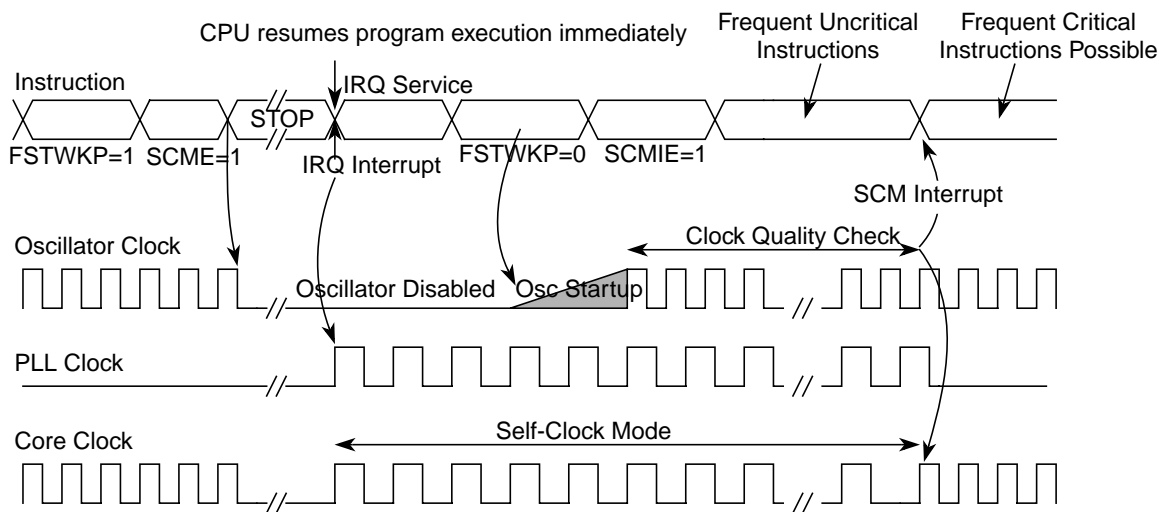 CPU resumes program execution immediately
Frequent Uncritical
Instructions
Frequent Critical
Instructions Possible
Instruction
STOP
IRQ Service
FSTWKP=1
SCME=1
IRQ Interrupt
FSTWKP=0
SCMIE=1
SCM Interrupt
Oscillator Clock
Clock Quality Check
Oscillator Disabled
Osc Startup
PLL Clock
Core Clock
Self-Clock Mode